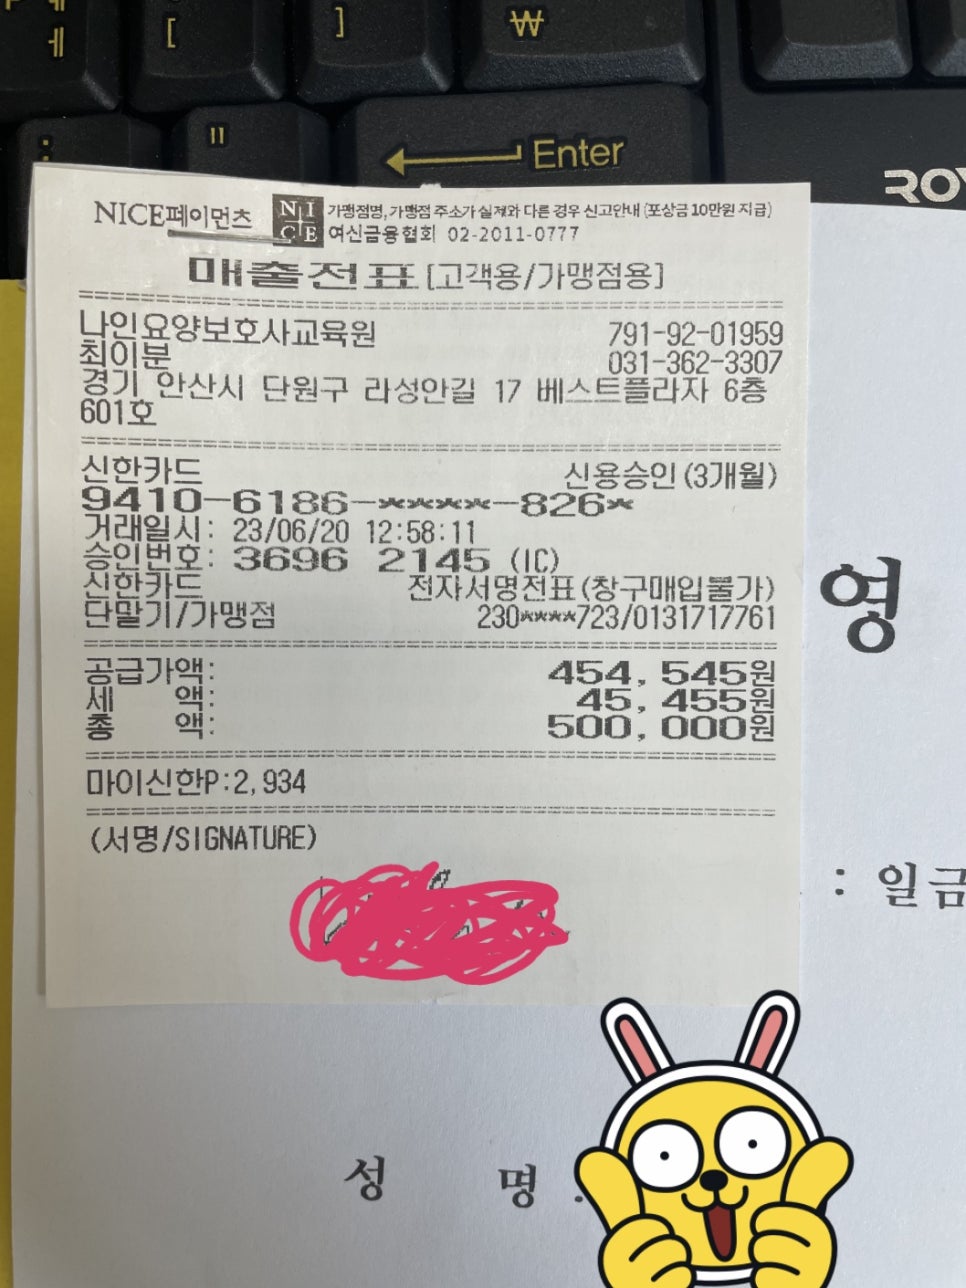 ㅔ
[
]
₩
"
Enter
NICE페이먼츠 NICE 가맹점명, 가맹점 주소가 실제와 다른 경우 신고안내 (포상금 10만원 지급)
여신금융협회 02-2011-0777
매출전표 [고객용/가맹점용]
나인요양보호사교육원 791-92-01959
최이분 031-362-3307
경기 안산시 단원구 라성안길 17 베스트플라자 6층
601호
신한카드 신용승인(3개월)
9410-6186-****-826*
거래일시: 23/06/20 12:58:11
승인번호: 3696 2145 (IC)
신한카드 전자서명전표(창구매입불가)
단말기/가맹점 230****723/0131717761
공급가액: 454,545원
세 액: 45,455원
총 액: 500,000원
마이신한P:2,934
(서명/SIGNATURE)
영
: 일금
성 명